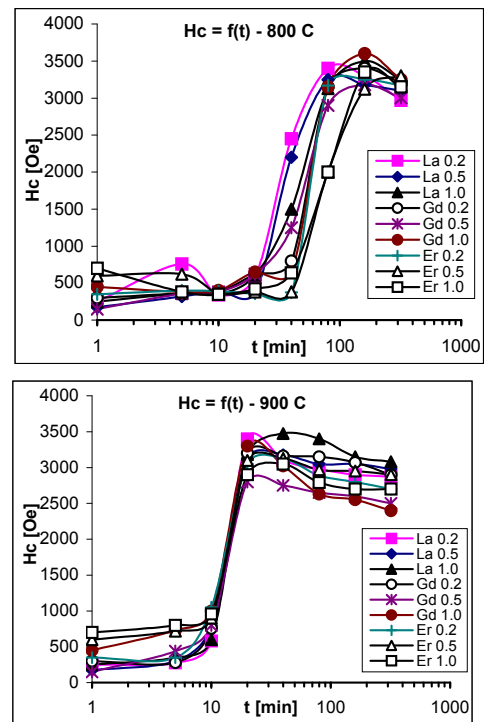 Hc = f(t) - 800 C
4000
3500
3000
2500
2000
1500
1000
500
0
Hc [Oe]
1
10
100
1000
t [min]
La 0.2
La 0.5
La 1.0
Gd 0.2
Gd 0.5
Gd 1.0
Er 0.2
Er 0.5
Er 1.0
Hc = f(t) - 900 C
4000
3500
3000
2500
2000
1500
1000
500
0
Hc [Oe]
1
10
100
1000
t [min]
La 0.2
La 0.5
La 1.0
Gd 0.2
Gd 0.5
Gd 1.0
Er 0.2
Er 0.5
Er 1.0